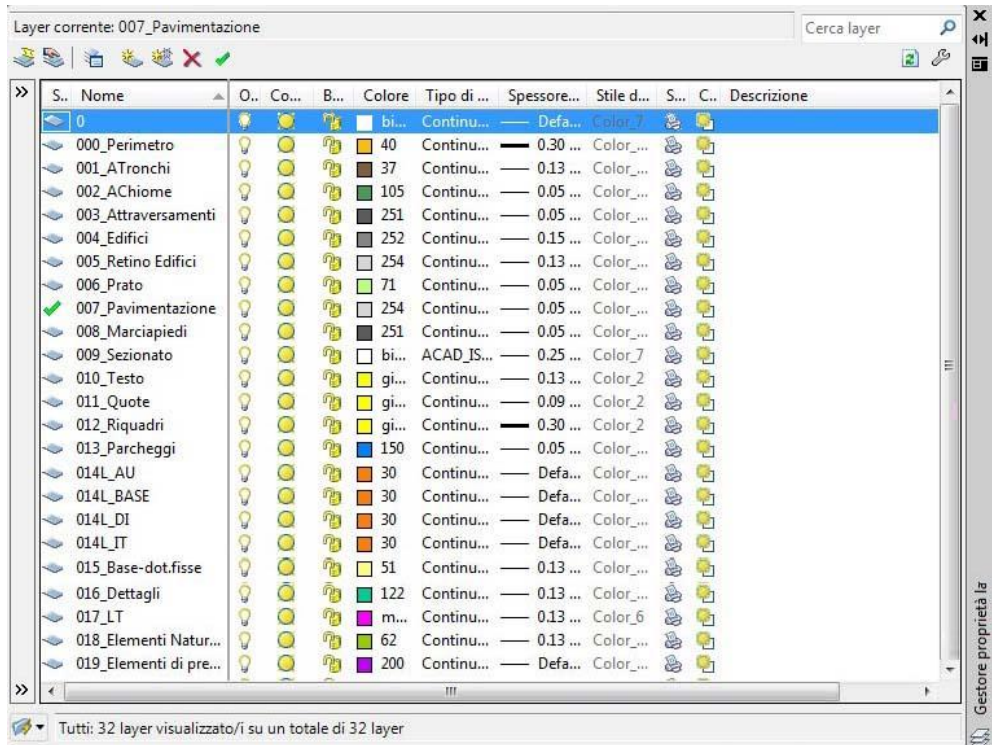 Layer corrente: 007_Pavimentazione
Cerca layer
S.. Nome O.. Co... B... Colore Tipo di ... Spessore... Stile d... S... C.. Descrizione
0 bi... Continu... Defa... Color_7
000_Perimetro 40 Continu... 0.30 ... Color_...
001_ATronchi 37 Continu... 0.13 ... Color_...
002_AChiome 105 Continu... 0.05 ... Color_...
003_Attraversamenti 251 Continu... 0.05 ... Color_...
004_Edifici 252 Continu... 0.15 ... Color_...
005_Retino Edifici 254 Continu... 0.13 ... Color_...
006_Prato 71 Continu... 0.05 ... Color_...
007_Pavimentazione 254 Continu... 0.05 ... Color_...
008_Marciapiedi 251 Continu... 0.05 ... Color_...
009_Sezionato bi... ACAD_IS... 0.25 ... Color_7
010_Testo gi... Continu... 0.13 ... Color_2
011_Quote gi... Continu... 0.09 ... Color_2
012_Riquadri gi... Continu... 0.30 ... Color_2
013_Parcheggi 150 Continu... 0.05 ... Color_...
014L_AU 30 Continu... Defa... Color_...
014L_BASE 30 Continu... Defa... Color_...
014L_DI 30 Continu... Defa... Color_...
014L_IT 30 Continu... Defa... Color_...
015_Base-dot.fisse 51 Continu... 0.13 ... Color_...
016_Dettagli 122 Continu... 0.13 ... Color_...
017_LT m... Continu... 0.13 ... Color_6
018_Elementi Natur... 62 Continu... 0.13 ... Color_...
019_Elementi di pre... 200 Continu... Defa... Color_...
Tutti: 32 layer visualizzato/i su un totale di 32 layer
Gestore proprietà la